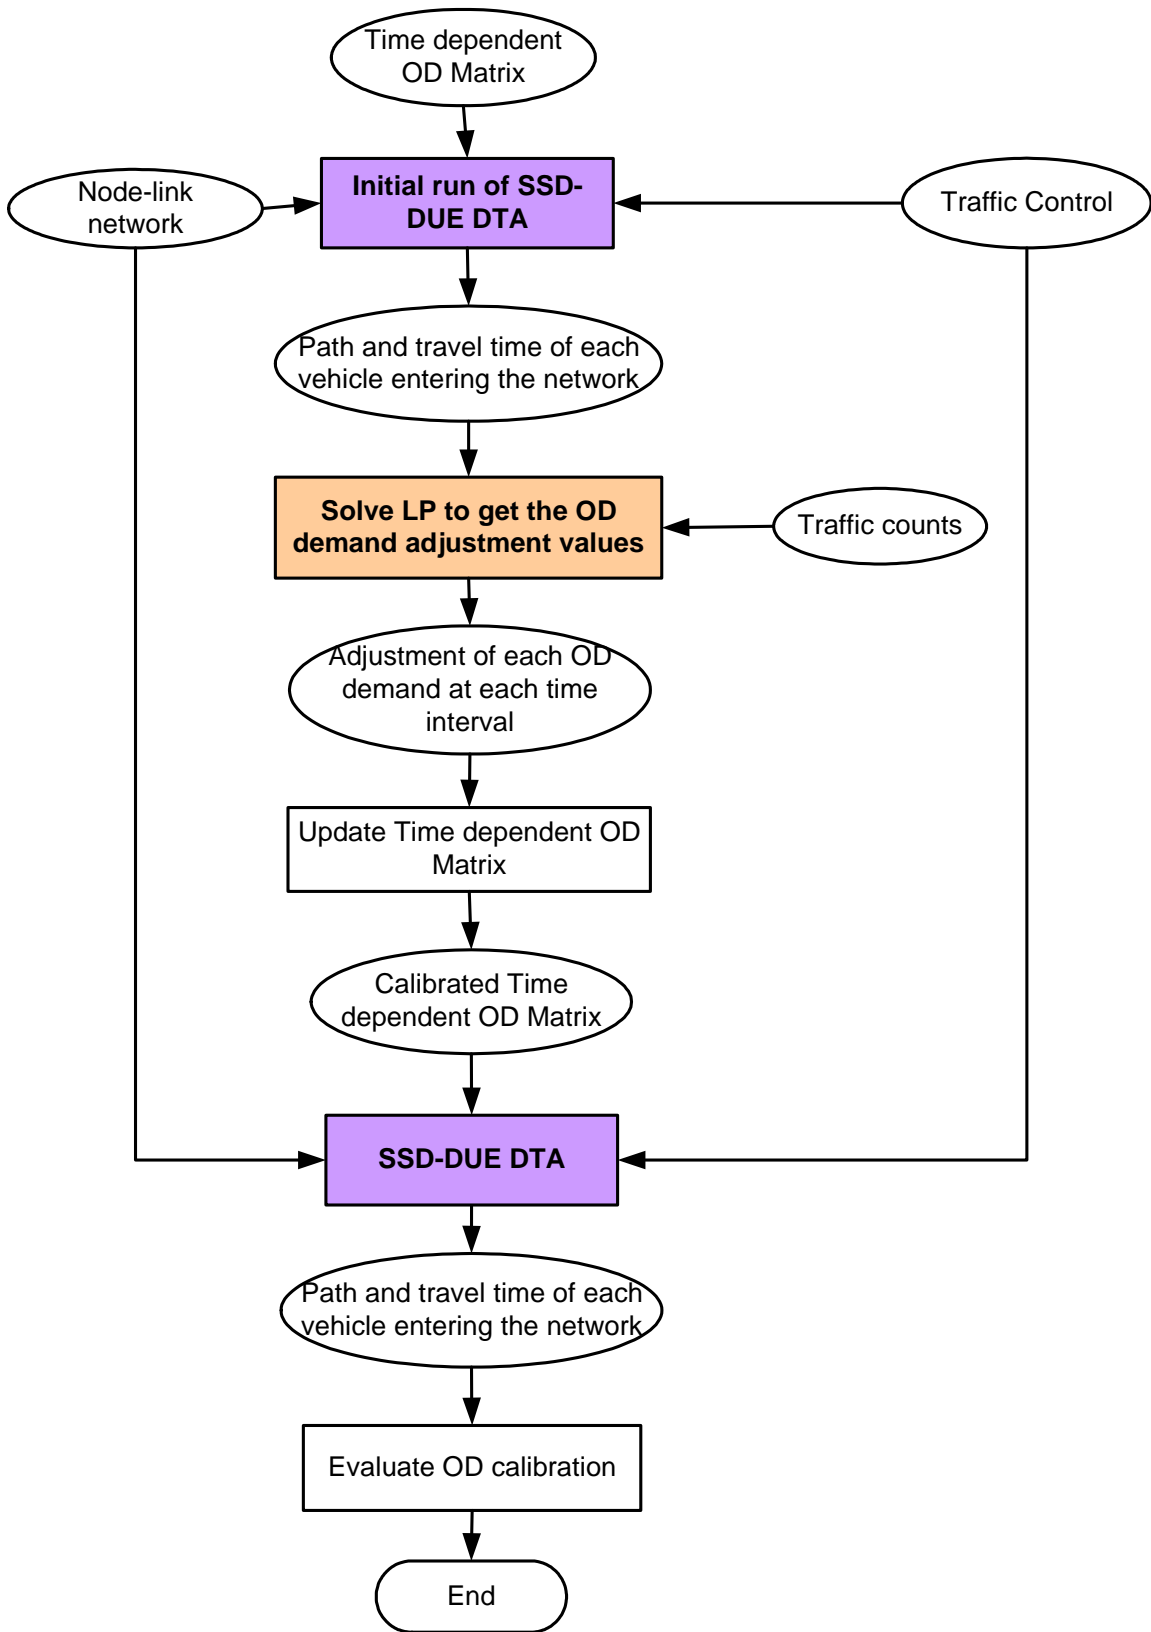 Time dependent
OD Matrix
Node-link
network
Initial run of SSD-
DUE DTA
Traffic Control
Path and travel time of each
vehicle entering the network
Solve LP to get the OD
demand adjustment values
Traffic counts
Adjustment of each OD
demand at each time
interval
Update Time dependent OD
Matrix
Calibrated Time
dependent OD Matrix
SSD-DUE DTA
Path and travel time of each
vehicle entering the network
Evaluate OD calibration
End